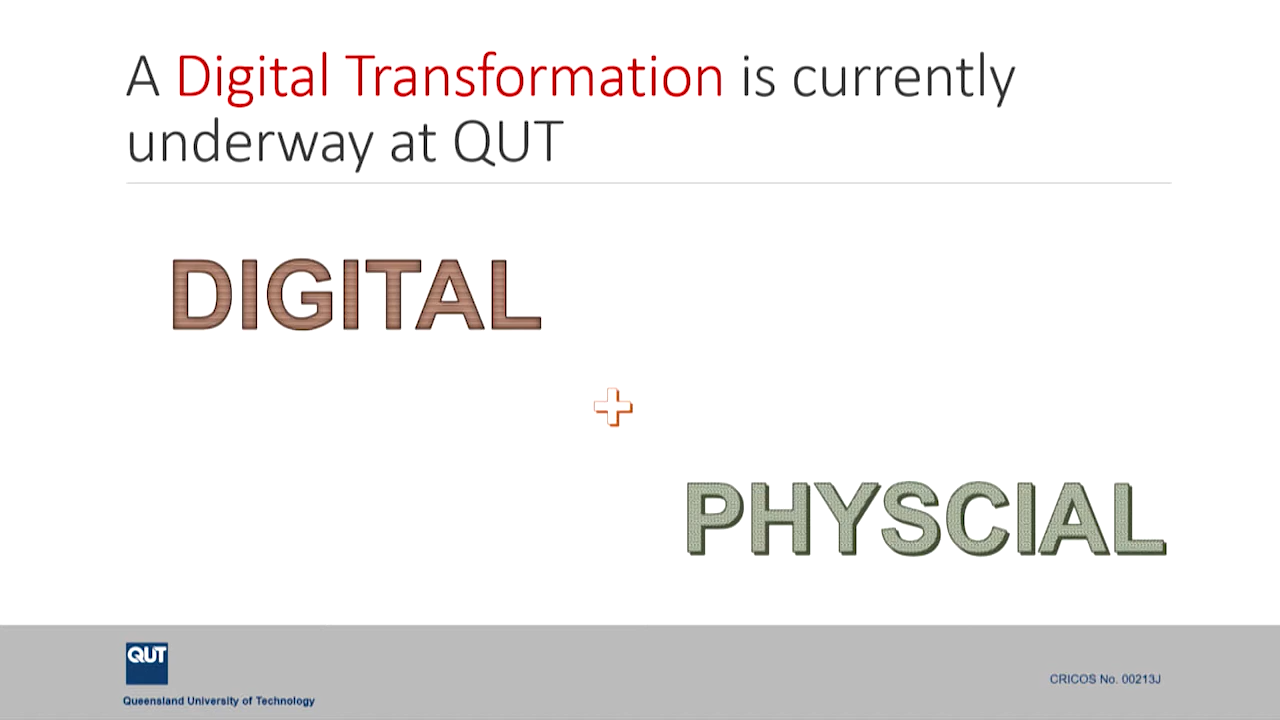 A Digital Transformation is currently
underway at QUT
DIGITAL
+
PHYSCIAL
QUT
Queensland University of Technology
CRICOS No. 00213J